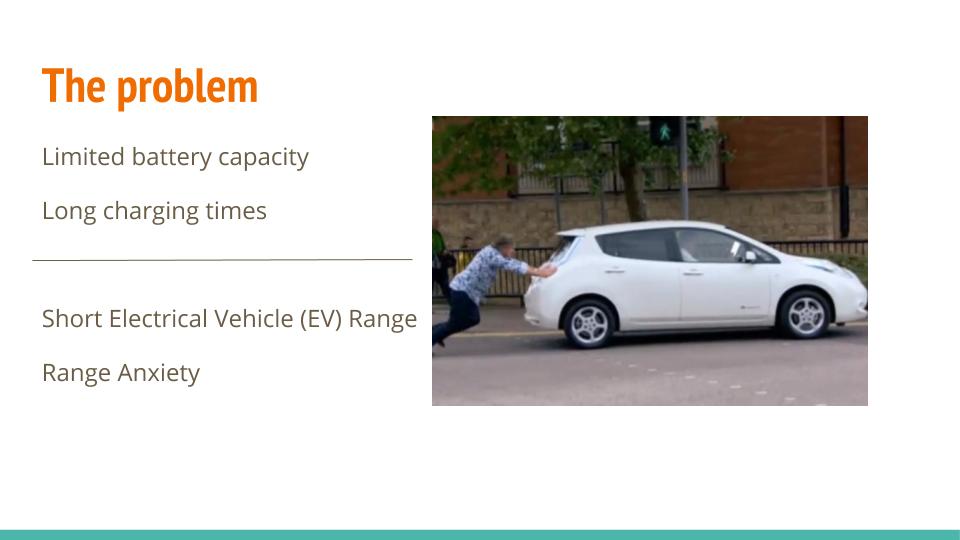 The problem
Limited battery capacity
Long charging times
Short Electrical Vehicle (EV) Range
Range Anxiety